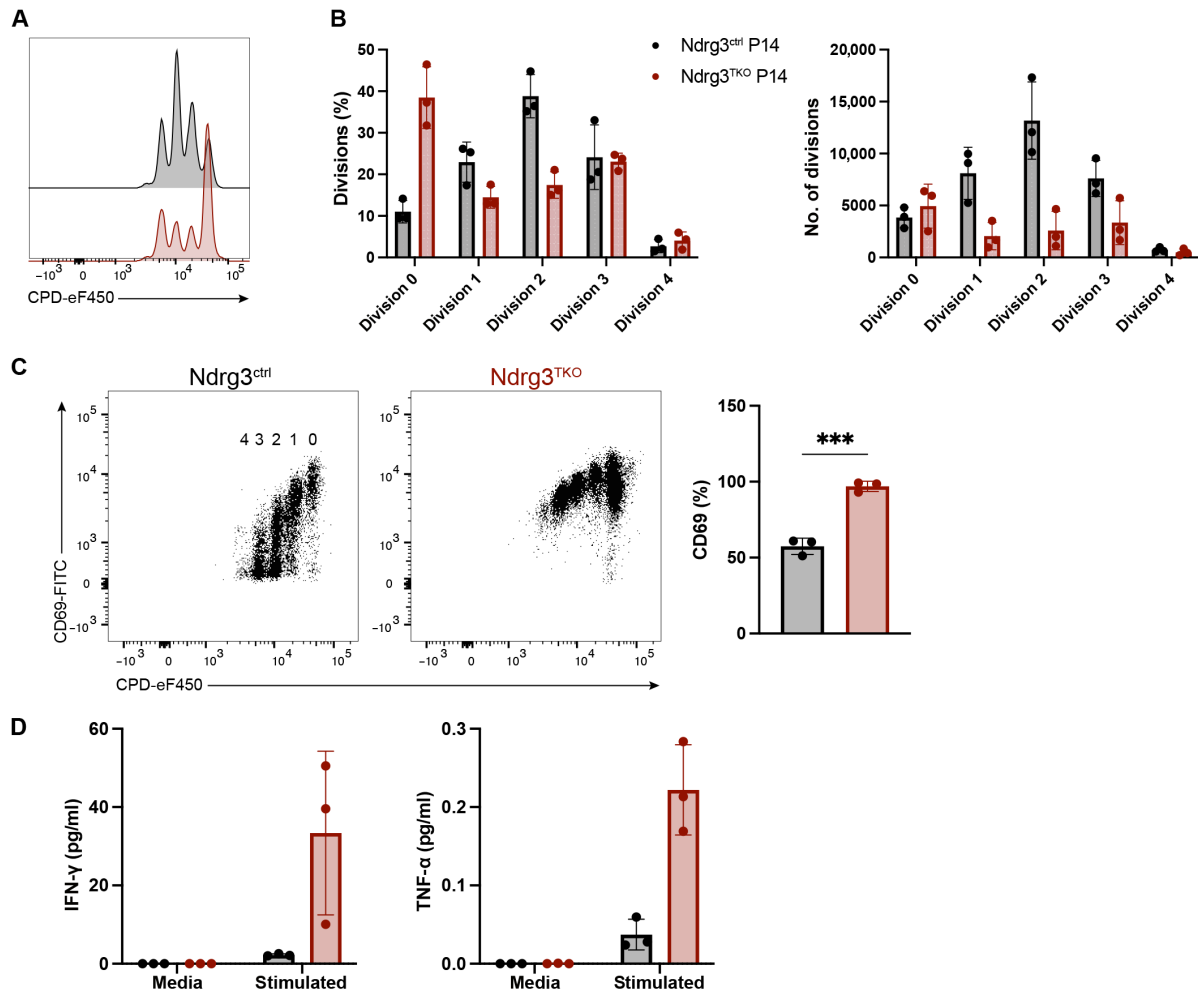 A
−10³ 0 10³ 10⁴ 10⁵
CPD-eF450
B
Divisions (%)
50
40
30
20
10
0
Division 0 Division 1 Division 2 Division 3 Division 4
Ndrg3ctrl P14
Ndrg3TKO P14
No. of divisions
20,000
15,000
10,000
5000
0
Division 0 Division 1 Division 2 Division 3 Division 4
C
Ndrg3ctrl
Ndrg3TKO
CD69-FITC
10⁵
10⁴
10³
0
−10³
4 3 2 1 0
−10³ 0 10³ 10⁴ 10⁵
10⁵
10⁴
10³
0
−10³
−10³ 0 10³ 10⁴ 10⁵
CPD-eF450
CD69 (%)
150
100
50
0
***
D
IFN-γ (pg/ml)
60
40
20
0
Media Stimulated
TNF-α (pg/ml)
0.3
0.2
0.1
0.0
Media Stimulated